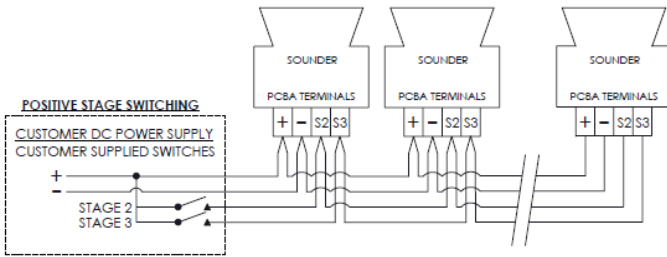 SOUNDER SOUNDER SOUNDER
PCBA TERMINALS PCBA TERMINALS PCBA TERMINALS
+ − S2 S3 + − S2 S3 + − S2 S3
POSITIVE STAGE SWITCHING
CUSTOMER DC POWER SUPPLY
CUSTOMER SUPPLIED SWITCHES
+
−
STAGE 2
STAGE 3